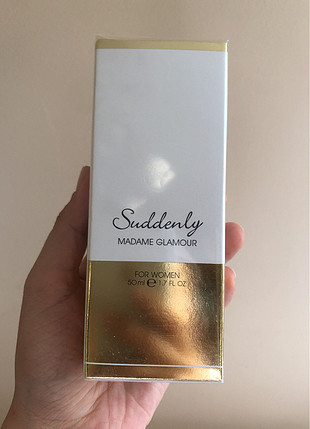 Suddenly
MADAME GLAMOUR
FOR WOMEN
50ml ℮ 1.7 FL OZ